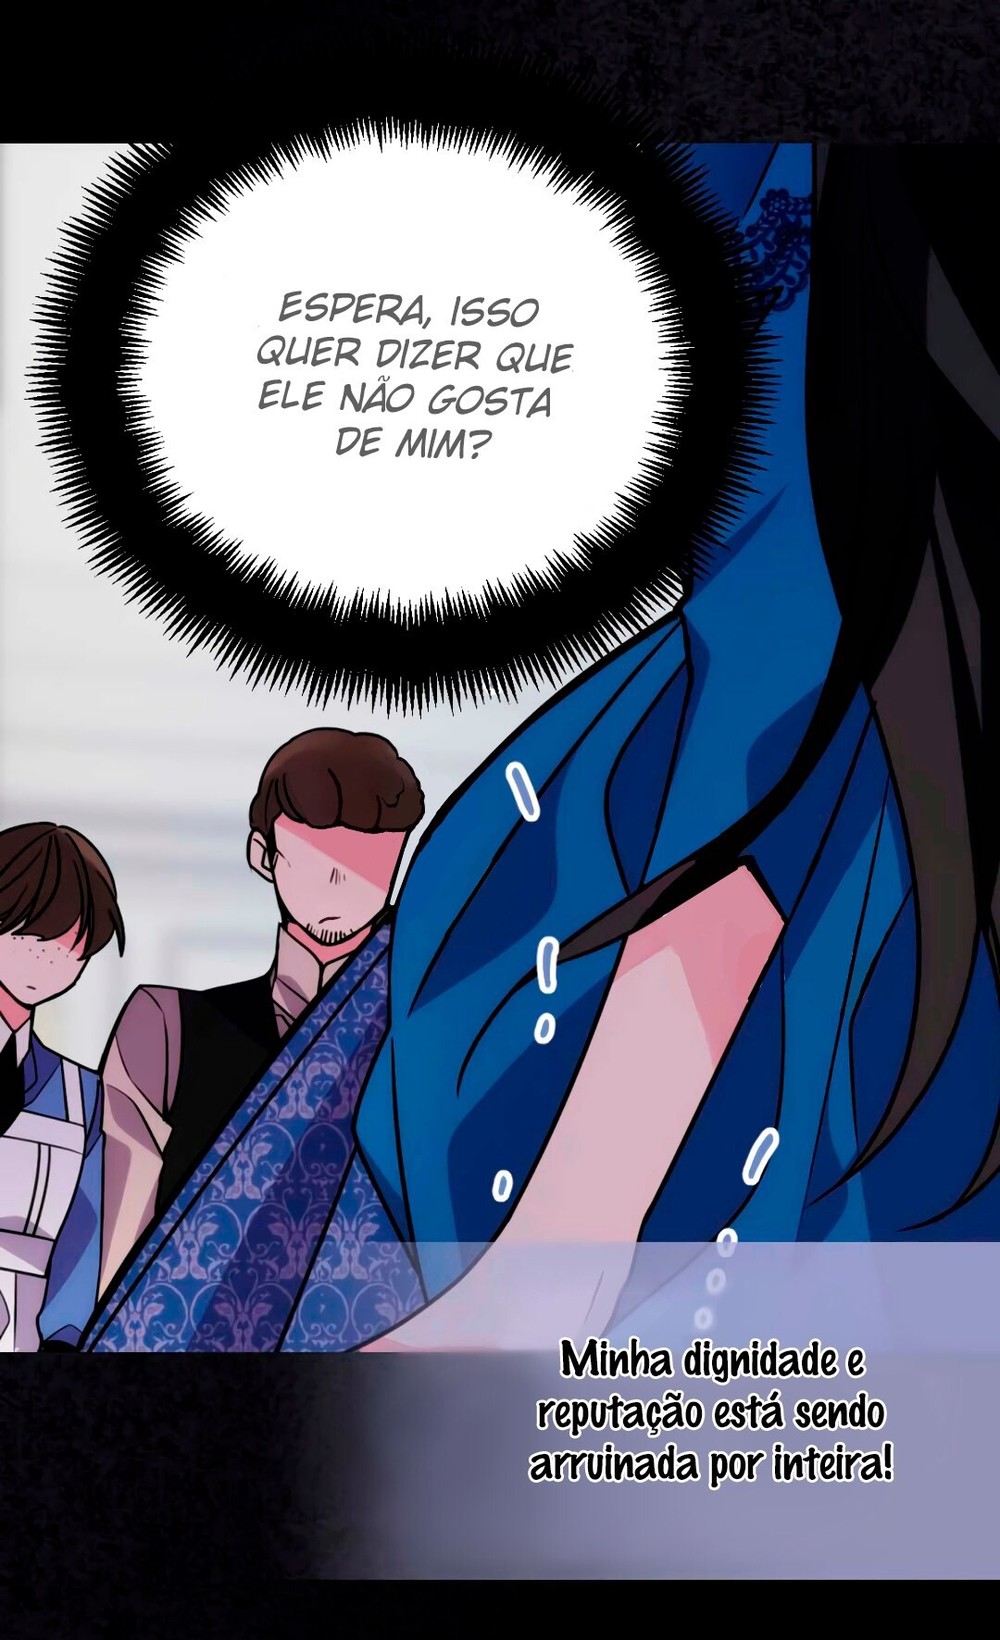 ESPERA, ISSO
QUER DIZER QUE
ELE NÃO GOSTA
DE MIM?
Minha dignidade e
reputação está sendo
arruinada por inteira!